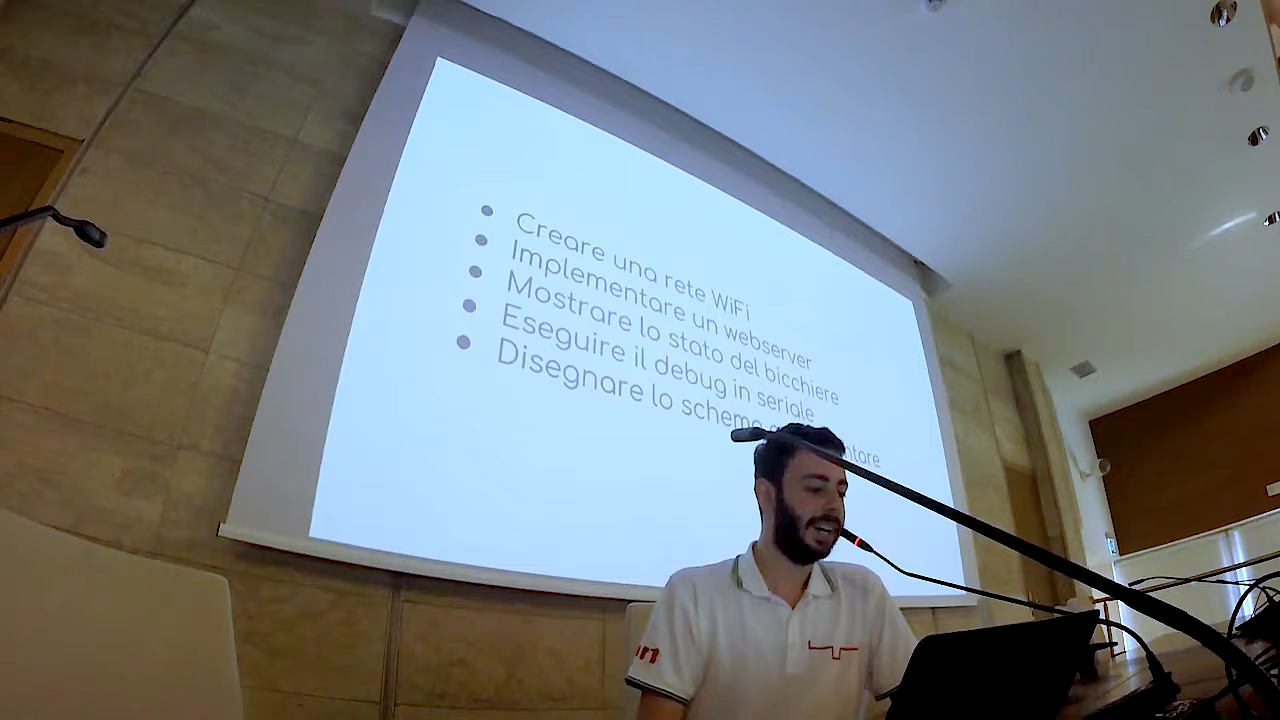 Creare una rete WiFi
Implementare un webserver
Mostrare lo stato del bicchiere
Eseguire il debug in seriale
Disegnare lo schema